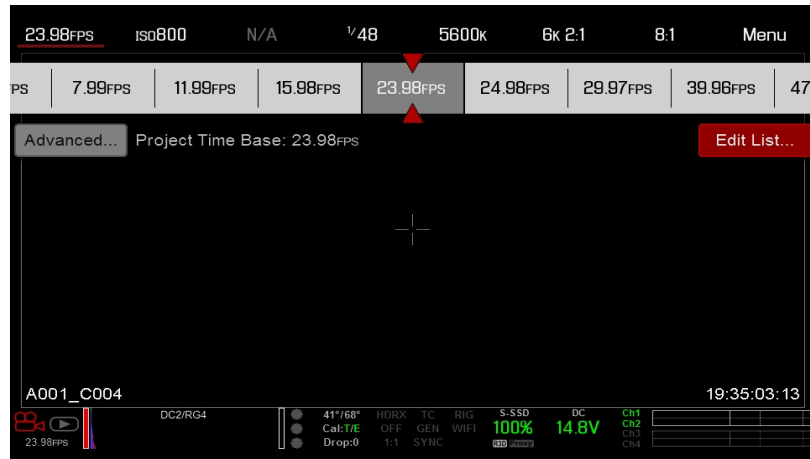 23.98FPS ISO800 N/A 1/48 5600K 6K 2:1 8:1 Menu
PS 7.99FPS 11.99FPS 15.98FPS 23.98FPS 24.98FPS 29.97FPS 39.96FPS 47
Advanced... Project Time Base: 23.98FPS Edit List...
A001_C004 19:35:03:13
DC2/RG4 41°/68° HDRX TC RIG S-SSD DC Ch1
Cal:T/E OFF GEN WIFI 100% 14.8V Ch2
23.98FPS Drop:0 1:1 SYNC R3D Proxy Ch3
Ch4